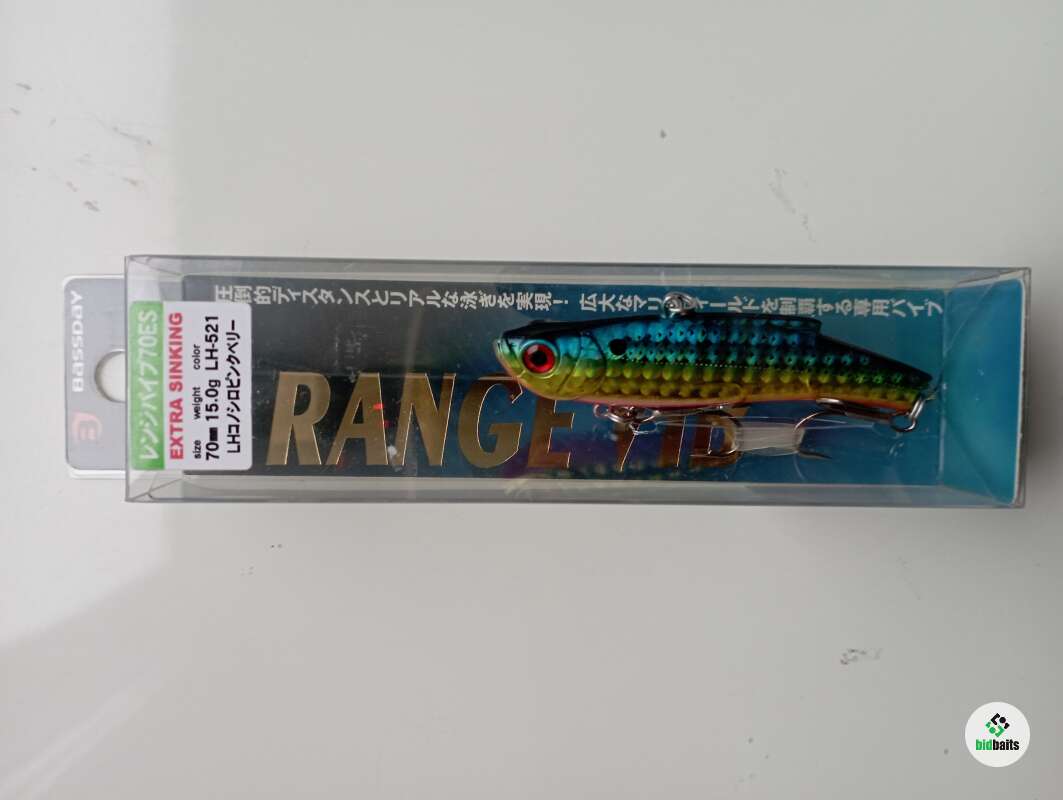 BASSDAY
レンジバイブ70ES
EXTRA SINKING
size weight color
70mm 15.0g LH-521
LHコノシロピンクベリー
圧倒的ディスタンスとリアルな泳ぎを実現! 広大なマリンフィールドを制覇する専用バイブ
RANGE VIB
bidbaits